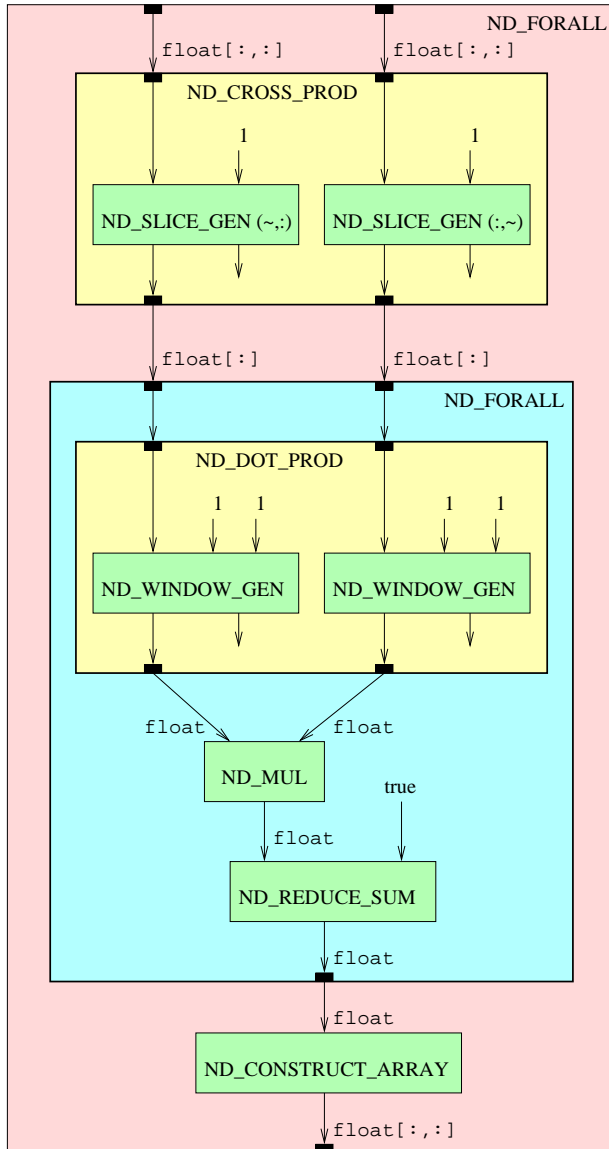 ND_FORALL
float[:,:] float[:,:]
ND_CROSS_PROD
1 1
ND_SLICE_GEN (~,:) ND_SLICE_GEN (:,~)
float[:] float[:]
ND_FORALL
ND_DOT_PROD
1 1 1 1
ND_WINDOW_GEN ND_WINDOW_GEN
float float
ND_MUL
true
float
ND_REDUCE_SUM
float
float
ND_CONSTRUCT_ARRAY
float[:,:]